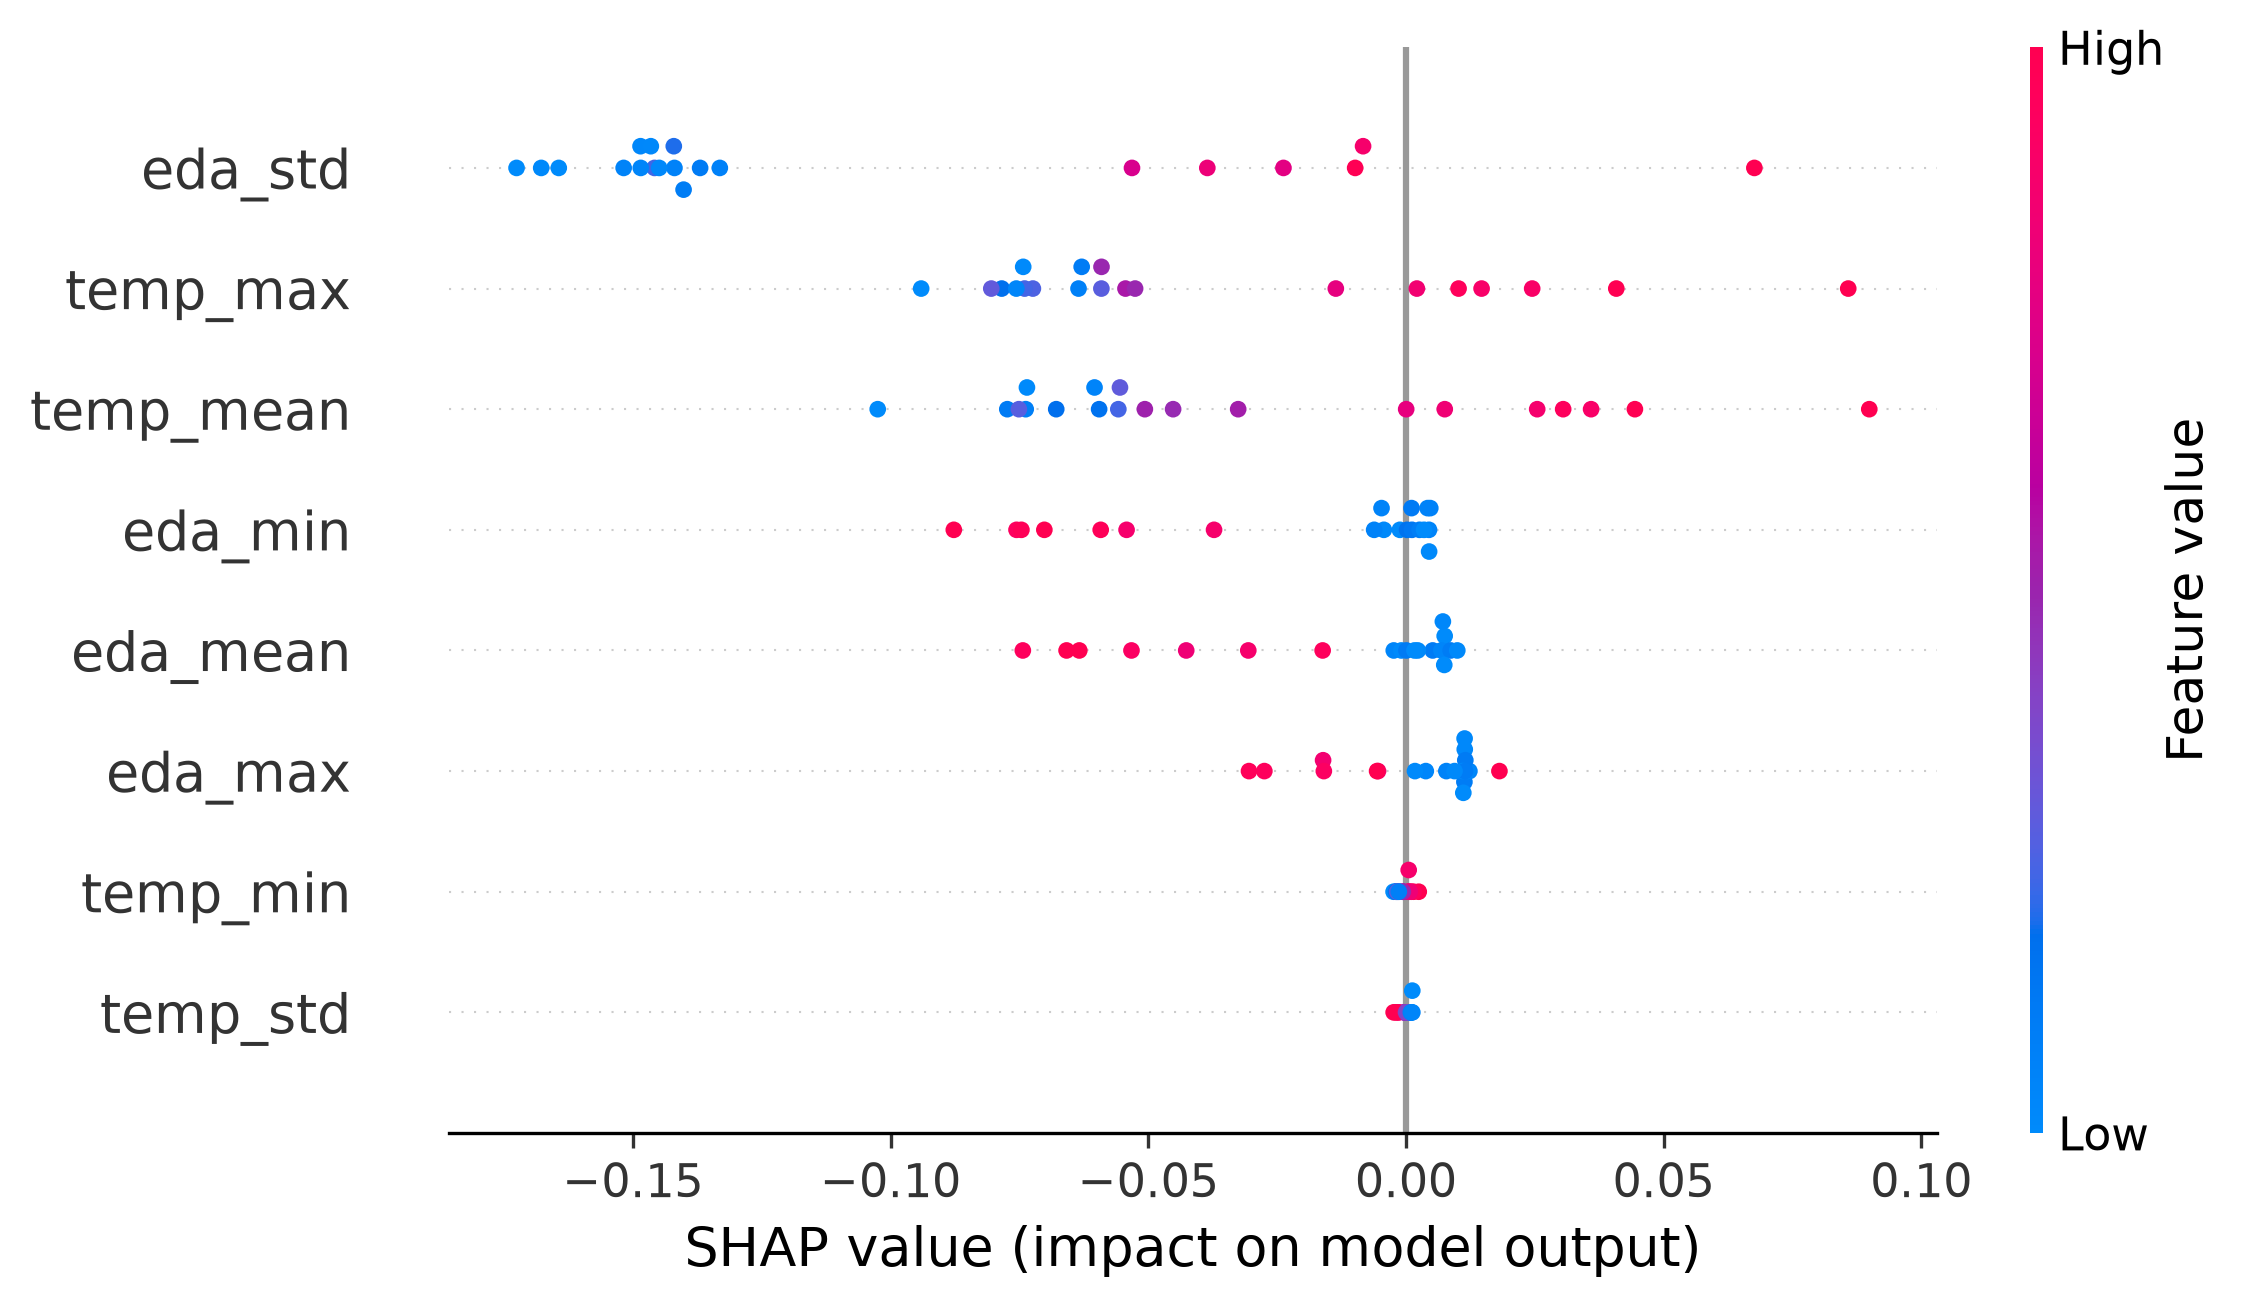 High
eda_std
temp_max
temp_mean
eda_min
eda_mean
eda_max
temp_min
temp_std
Feature value
Low
−0.15 −0.10 −0.05 0.00 0.05 0.10
SHAP value (impact on model output)